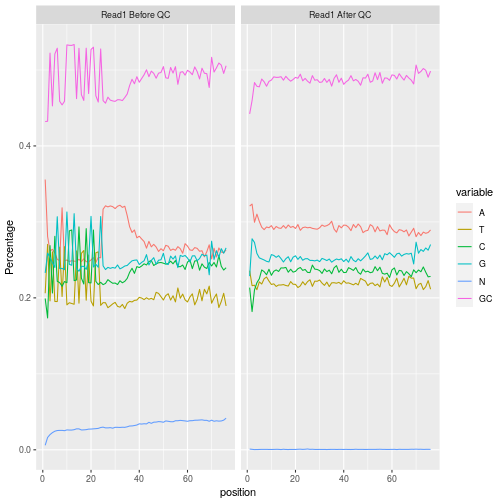 Read1 Before QC
Read1 After QC
Percentage
0.4
0.2
0.0
0
20
40
60
0
20
40
60
position
variable
A
T
C
G
N
GC